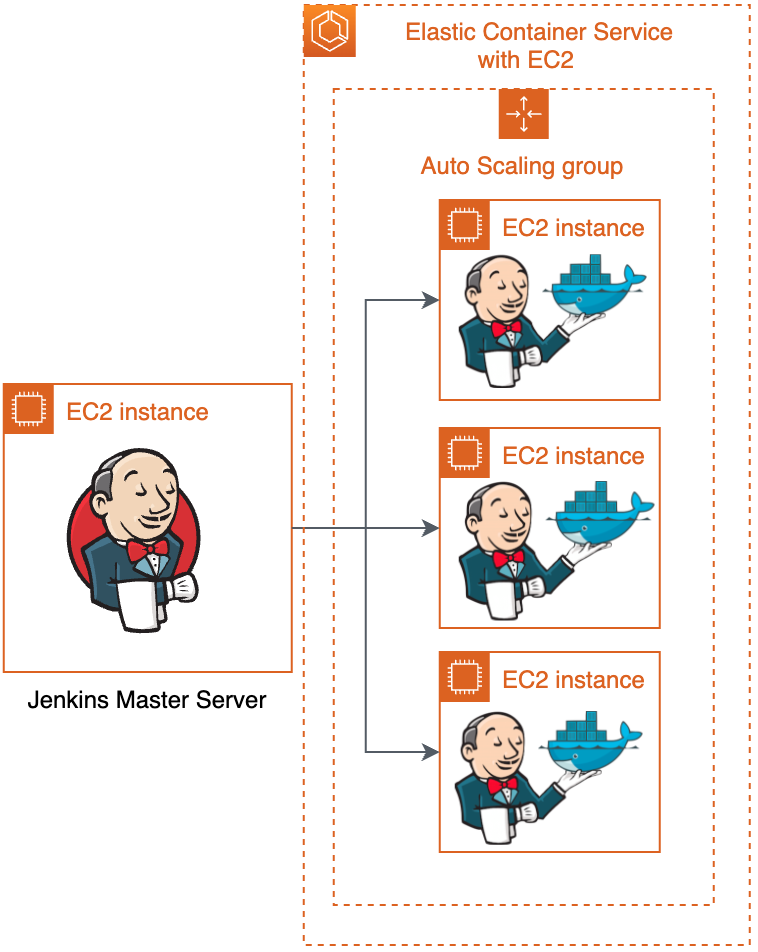 Elastic Container Service
with EC2
Auto Scaling group
EC2 instance
EC2 instance
EC2 instance
Jenkins Master Server
EC2 instance
EC2 instance